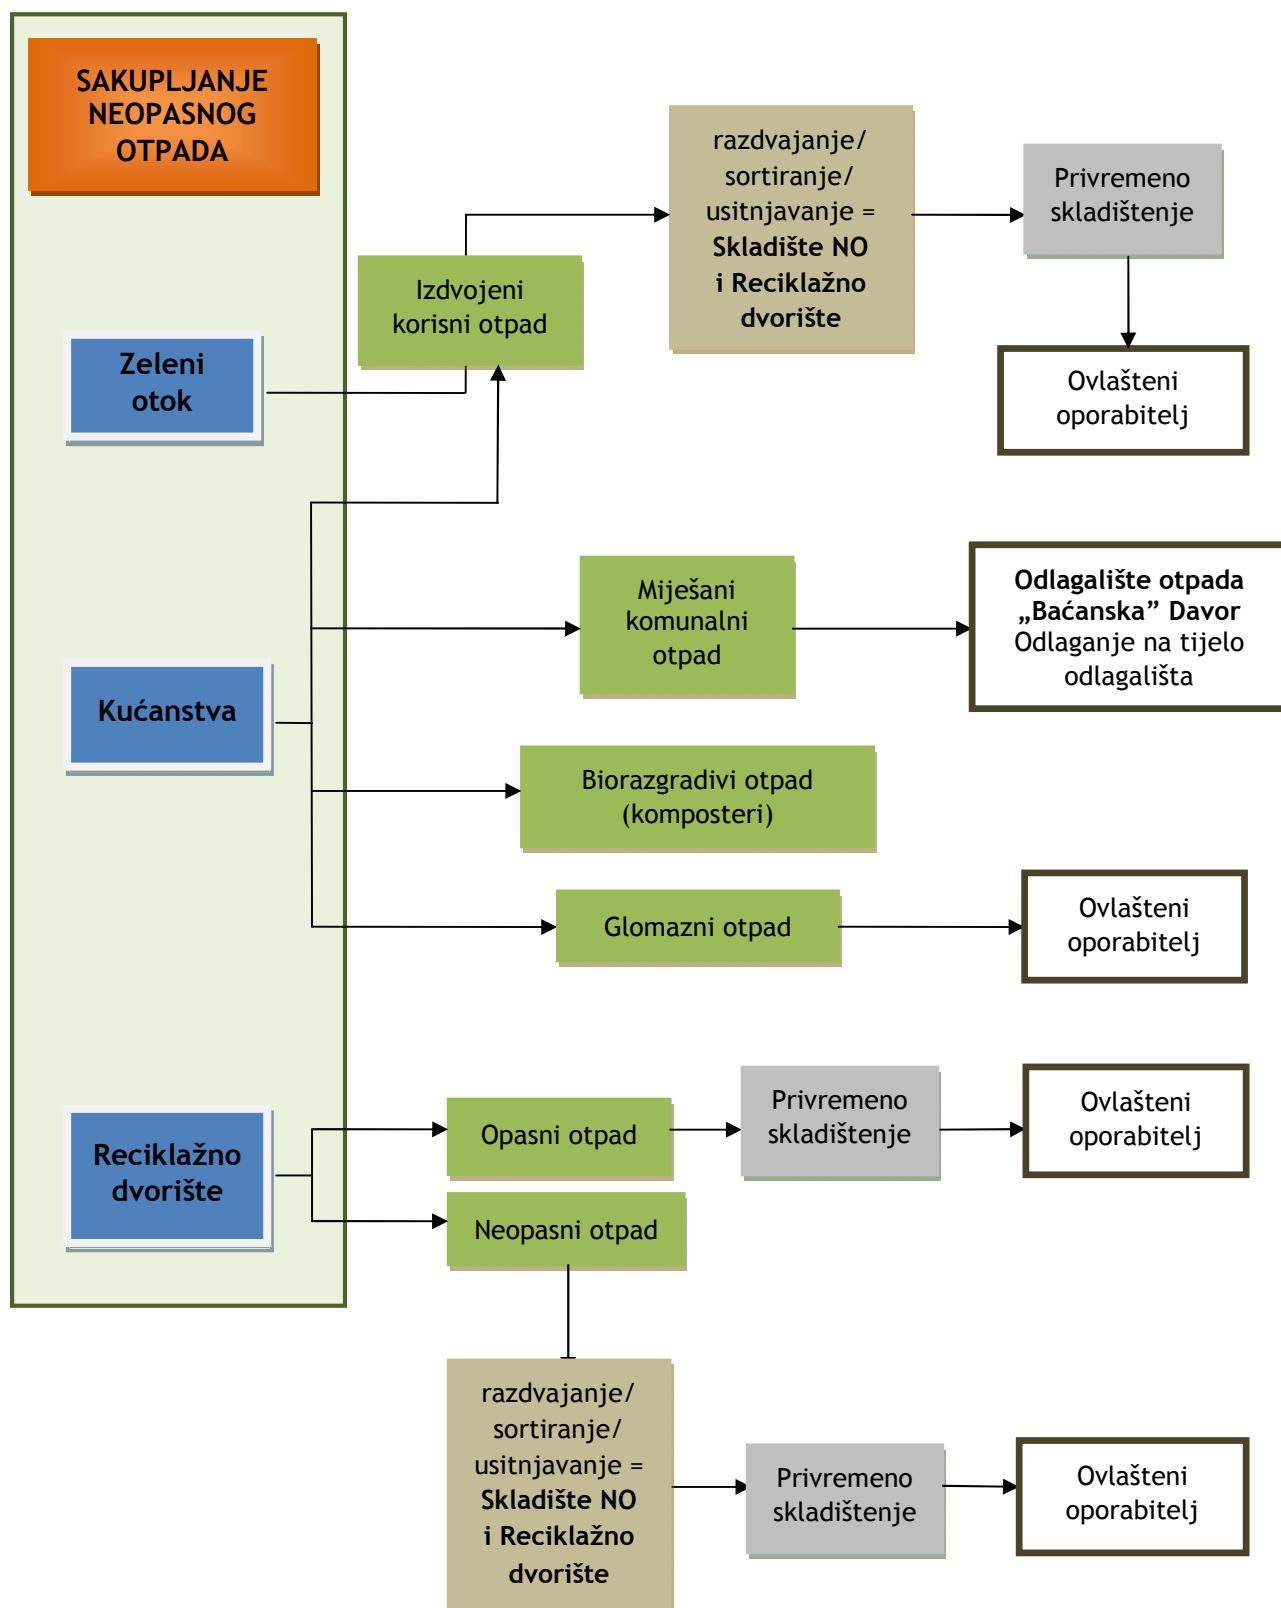 SAKUPLJANJE
NEOPASNOG
OTPADA
razdvajanje/
sortiranje/
usitnjavanje =
Skladište NO
i Reciklažno
dvorište
Privremeno
skladištenje
Izdvojeni
korisni otpad
Zeleni
otok
Ovlašteni
oporabitelj
Miješani
komunalni
otpad
Odlagalište otpada
„Baćanska” Davor
Odlaganje na tijelo
odlagališta
Kućanstva
Biorazgradivi otpad
(komposteri)
Glomazni otpad
Ovlašteni
oporabitelj
Reciklažno
dvorište
Opasni otpad
Privremeno
skladištenje
Ovlašteni
oporabitelj
Neopasni otpad
razdvajanje/
sortiranje/
usitnjavanje =
Skladište NO
i Reciklažno
dvorište
Privremeno
skladištenje
Ovlašteni
oporabitelj